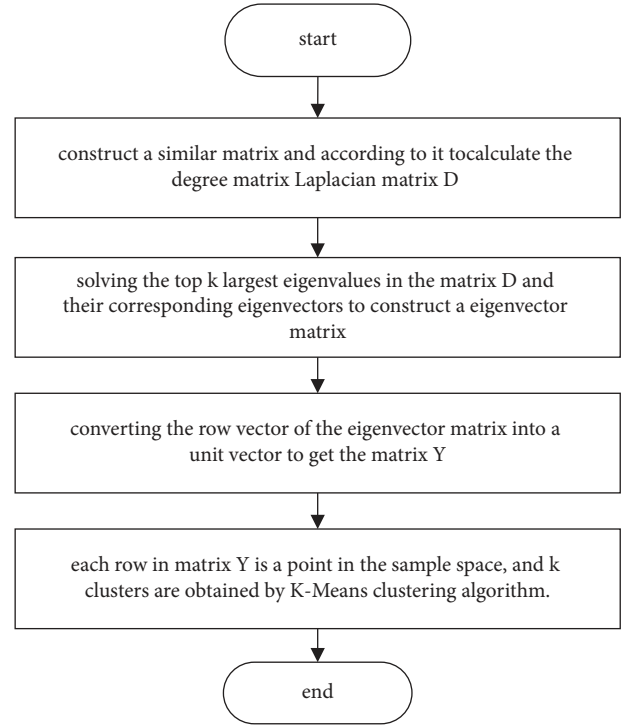 start
construct a similar matrix and according to it tocalculate the
degree matrix Laplacian matrix D
solving the top k largest eigenvalues in the matrix D and
their corresponding eigenvectors to construct a eigenvector
matrix
converting the row vector of the eigenvector matrix into a
unit vector to get the matrix Y
each row in matrix Y is a point in the sample space, and k
clusters are obtained by K-Means clustering algorithm.
end